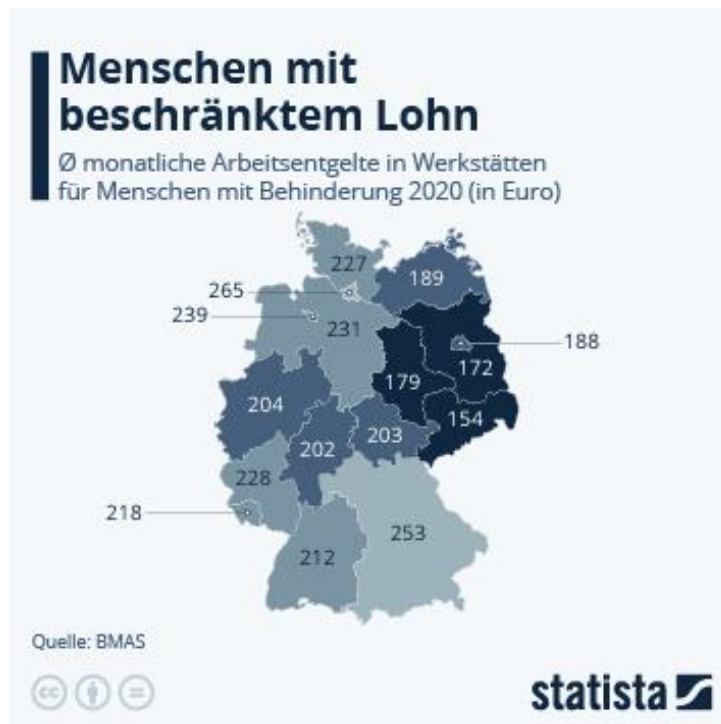 Menschen mit
beschränktem Lohn
Ø monatliche Arbeitsentgelte in Werkstätten
für Menschen mit Behinderung 2020 (in Euro)
227
189
265
239
231
188
172
179
204
154
203
202
228
218
253
212
Quelle: BMAS
cc
statista